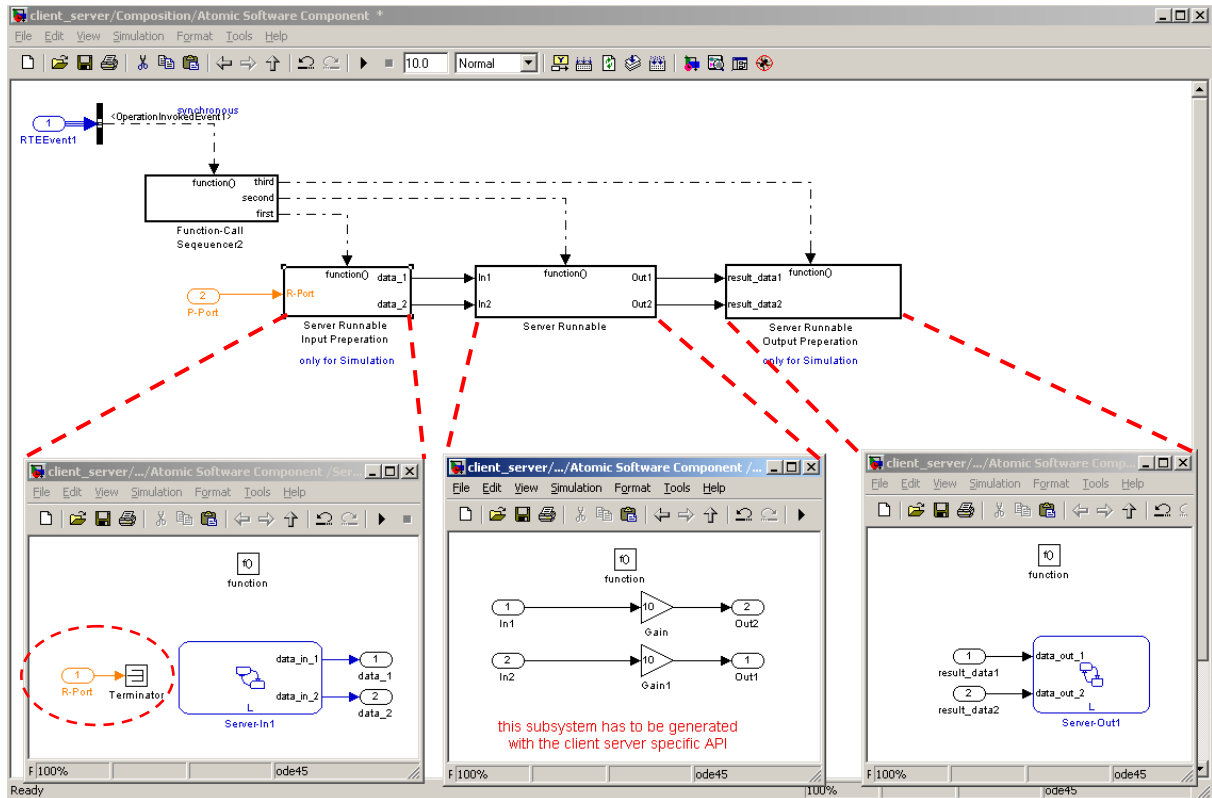 client_server/Composition/Atomic Software Component *
File Edit View Simulation Format Tools Help
10.0 Normal
synchronous
<OperationInvokedEvent1>
1
RTEEvent1
function() third
second
first
Function-Call
Seqeuencer2
function() data_1
R-Port
data_2
2
P-Port
Server Runnable
Input Preperation
only for Simulation
In1 function() Out1
In2 Out2
Server Runnable
result_data1 function()
result_data2
Server Runnable
Output Preperation
only for Simulation
client_server/.../Atomic Software Component /Ser...
File Edit View Simulation Format Tools Help
f()
function
1
R-Port
Terminator
data_in_1
data_in_2
L
Server-In1
1
data_1
2
data_2
F 100% ode45
client_server/.../Atomic Software Component /...
File Edit View Simulation Format Tools Help
f()
function
1
In1
10
Gain
2
Out2
2
In2
10
Gain1
1
Out1
this subsystem has to be generated
with the client server specific API
F 100% ode45
client_server/.../Atomic Software Comp...
File Edit View Simulation Format Tools Help
f()
function
1
result_data1
2
result_data2
data_out_1
data_out_2
L
Server-Out1
F 100% ode45
Ready 100% ode45